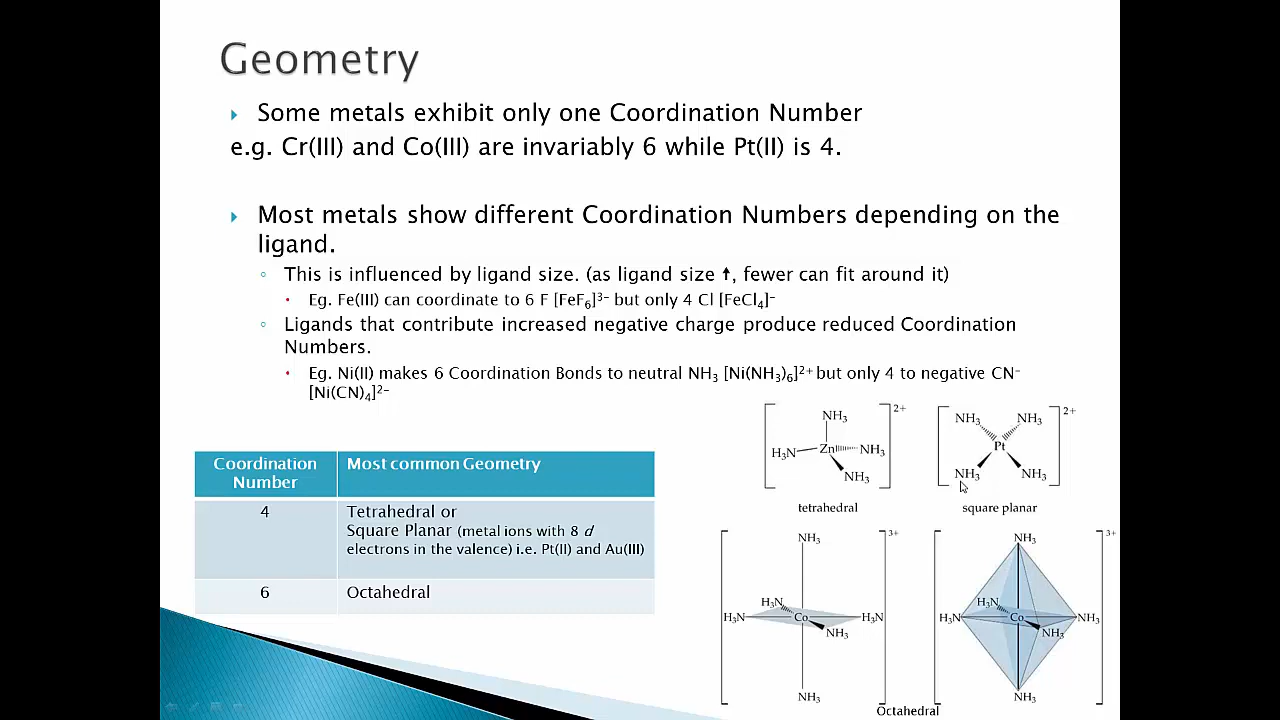 Geometry
Some metals exhibit only one Coordination Number
e.g. Cr(III) and Co(III) are invariably 6 while Pt(II) is 4.
Most metals show different Coordination Numbers depending on the
ligand.
This is influenced by ligand size. (as ligand size ↑, fewer can fit around it)
Eg. Fe(III) can coordinate to 6 F [FeF₆]³⁻ but only 4 Cl [FeCl₄]⁻
Ligands that contribute increased negative charge produce reduced Coordination
Numbers.
Eg. Ni(II) makes 6 Coordination Bonds to neutral NH₃ [Ni(NH₃)₆]²⁺ but only 4 to negative CN⁻
[Ni(CN)₄]²⁻
Coordination
Number
Most common Geometry
4
Tetrahedral or
Square Planar (metal ions with 8 d
electrons in the valence) i.e. Pt(II) and Au(III)
6
Octahedral
NH₃
2+
H₃N
Zn
NH₃
NH₃
tetrahedral
NH₃
NH₃
2+
Pt
NH₃
NH₃
square planar
NH₃
3+
H₃N
H₃N
Co
H₃N
NH₃
NH₃
NH₃
3+
H₃N
H₃N
Co
NH₃
NH₃
NH₃
Octahedral